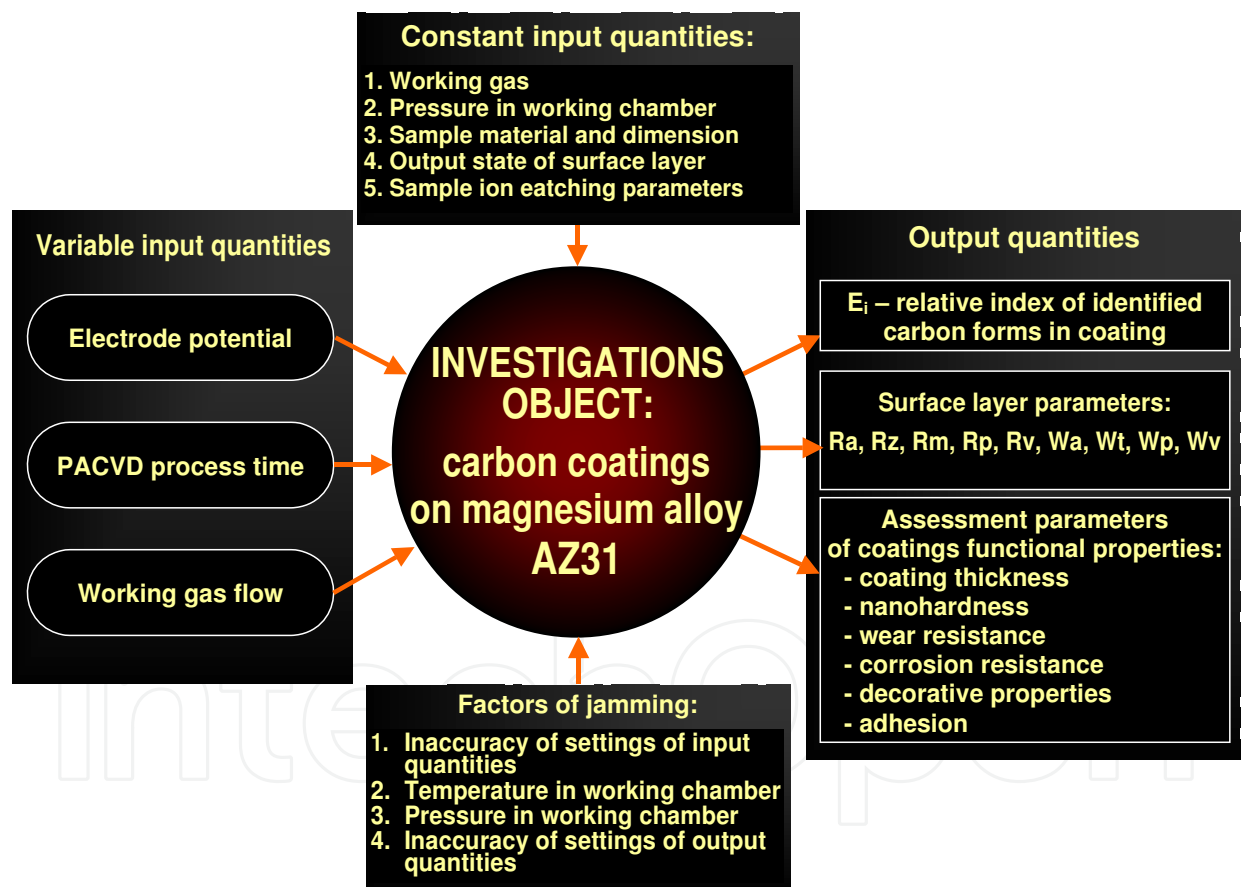 Constant input quantities:
1. Working gas
2. Pressure in working chamber
3. Sample material and dimension
4. Output state of surface layer
5. Sample ion eatching parameters
Variable input quantities
Electrode potential
PACVD process time
Working gas flow
INVESTIGATIONS
OBJECT:
carbon coatings
on magnesium alloy
AZ31
Output quantities
Ei – relative index of identified
carbon forms in coating
Surface layer parameters:
Ra, Rz, Rm, Rp, Rv, Wa, Wt, Wp, Wv
Assessment parameters
of coatings functional properties:
- coating thickness
- nanohardness
- wear resistance
- corrosion resistance
- decorative properties
- adhesion
Factors of jamming:
1. Inaccuracy of settings of input
quantities
2. Temperature in working chamber
3. Pressure in working chamber
4. Inaccuracy of settings of output
quantities
IntechOpen